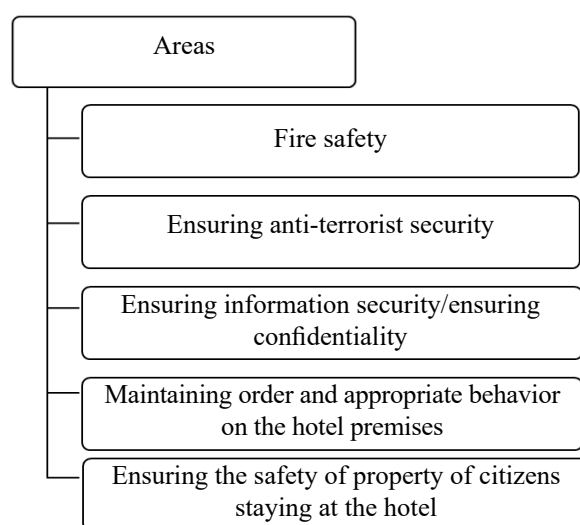 Areas
Fire safety
Ensuring anti-terrorist security
Ensuring information security/ensuring
confidentiality
Maintaining order and appropriate behavior
on the hotel premises
Ensuring the safety of property of citizens
staying at the hotel